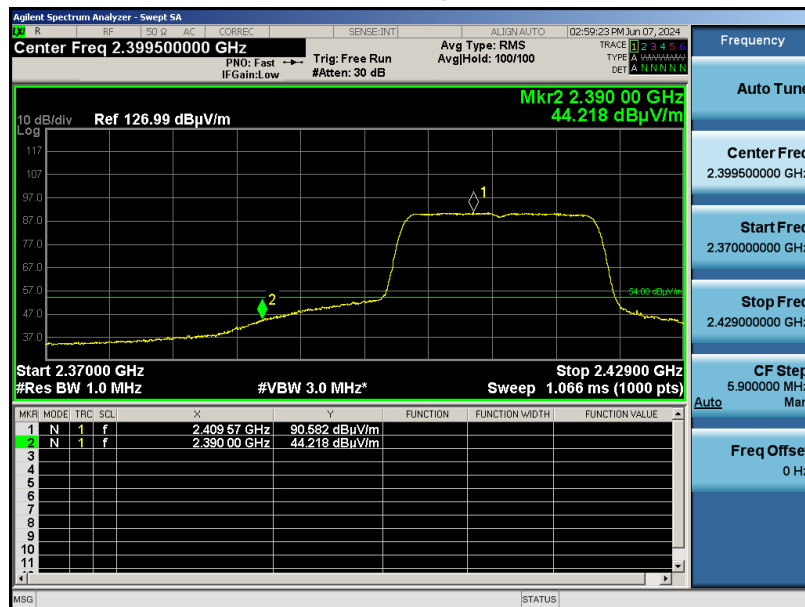 Agilent Spectrum Analyzer - Swept SA
LXI R RF 50 Ω AC CORREC SENSE:INT ALIGN AUTO 02:59:23 PM Jun 07, 2024
Center Freq 2.399500000 GHz
PNO: Fast
IFGain:Low
Trig: Free Run
#Atten: 30 dB
Avg Type: RMS
Avg|Hold: 100/100
TRACE 1 2 3 4 5 6
TYPE A WWWWW
DET A N N N N N
Mkr2 2.390 00 GHz
44.218 dBµV/m
10 dB/div Ref 126.99 dBµV/m
Log
117
107
97.0
87.0
77.0
67.0
57.0
47.0
37.0
1
2
54.00 dBµV/m
Start 2.37000 GHz Stop 2.42900 GHz
#Res BW 1.0 MHz #VBW 3.0 MHz* Sweep 1.066 ms (1000 pts)
MKR MODE TRC SCL X Y FUNCTION FUNCTION WIDTH FUNCTION VALUE
1 N 1 f 2.409 57 GHz 90.582 dBµV/m
2 N 1 f 2.390 00 GHz 44.218 dBµV/m
3
4
5
6
7
8
9
10
11
MSG STATUS
Frequency
Auto Tune
Center Freq
2.399500000 GHz
Start Freq
2.370000000 GHz
Stop Freq
2.429000000 GHz
CF Step
5.900000 MHz
Auto Man
Freq Offset
0 Hz